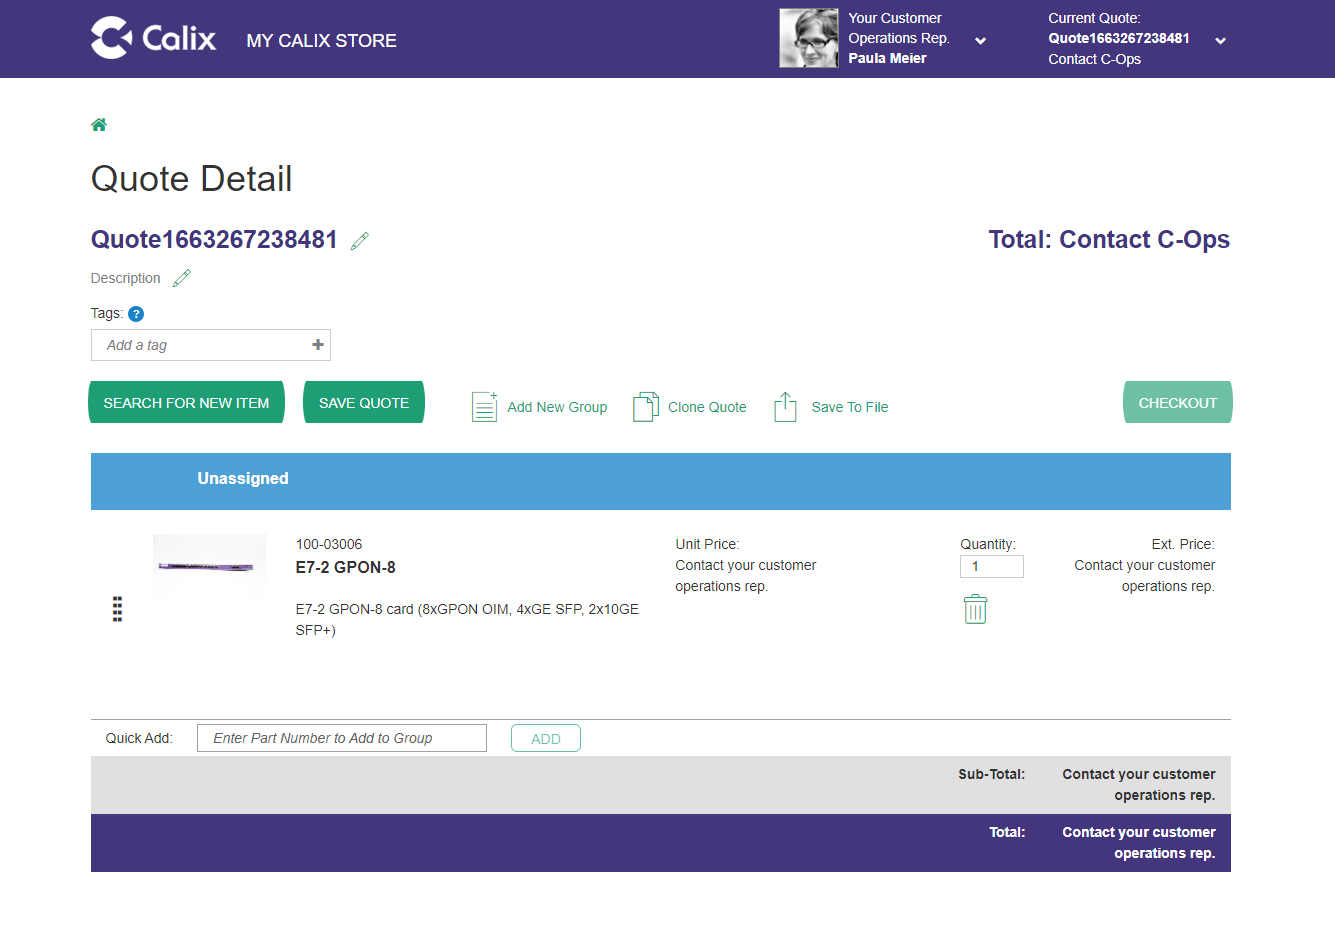 Calix
MY CALIX STORE
Your Customer
Operations Rep.
Paula Meier
Current Quote:
Quote1663267238481
Contact C-Ops
Quote Detail
Quote1663267238481
Total: Contact C-Ops
Description
Tags: ?
Add a tag +
SEARCH FOR NEW ITEM
SAVE QUOTE
Add New Group
Clone Quote
Save To File
CHECKOUT
Unassigned
100-03006
E7-2 GPON-8
E7-2 GPON-8 card (8xGPON OIM, 4xGE SFP, 2x10GE
SFP+)
Unit Price:
Contact your customer
operations rep.
Quantity:
1
Ext. Price:
Contact your customer
operations rep.
Quick Add:
Enter Part Number to Add to Group
ADD
Sub-Total:
Contact your customer
operations rep.
Total:
Contact your customer
operations rep.